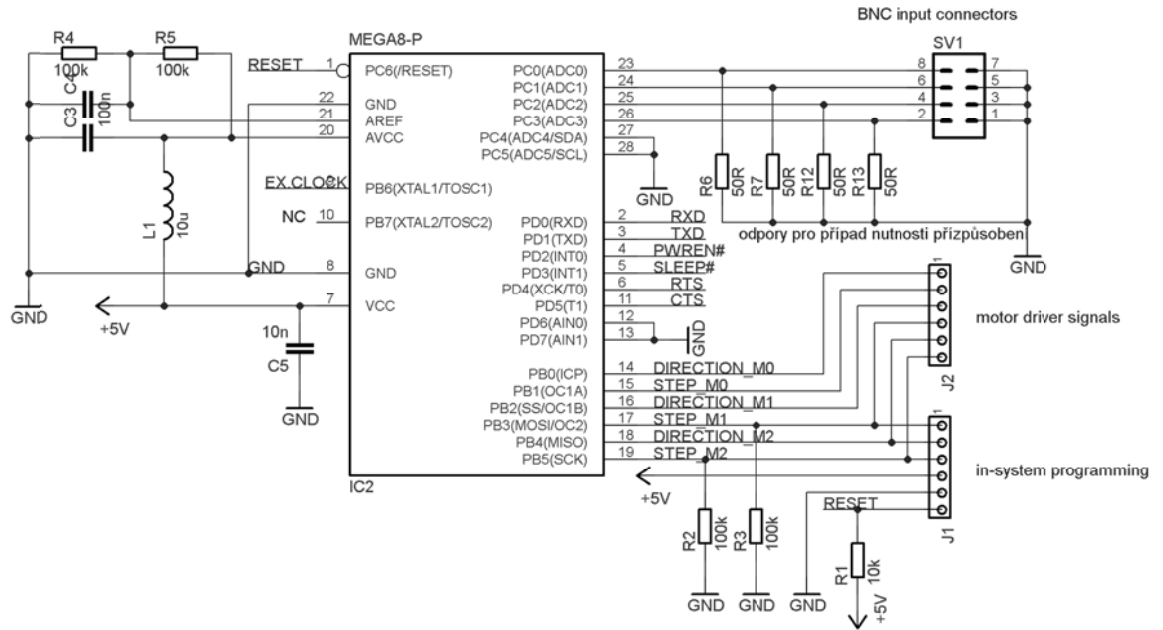 BNC input connectors
SV1
8
7
6
5
4
3
2
1
R4
100k
R5
100k
C4
100n
C3
L1
10u
GND
+5V
10n
C5
GND
MEGA8-P
IC2
RESET 1 PC6(/RESET)
22 GND
21 AREF
20 AVCC
EX.CLOCK 9 PB6(XTAL1/TOSC1)
NC 10 PB7(XTAL2/TOSC2)
GND 8 GND
7 VCC
PC0(ADC0) 23
PC1(ADC1) 24
PC2(ADC2) 25
PC3(ADC3) 26
PC4(ADC4/SDA) 27
PC5(ADC5/SCL) 28
GND
PD0(RXD) 2 RXD
PD1(TXD) 3 TXD
PD2(INT0) 4 PWREN#
PD3(INT1) 5 SLEEP#
PD4(XCK/T0) 6 RTS
PD5(T1) 11 CTS
PD6(AIN0) 12
PD7(AIN1) 13
GND
PB0(ICP) 14 DIRECTION_M0
PB1(OC1A) 15 STEP_M0
PB2(SS/OC1B) 16 DIRECTION_M1
PB3(MOSI/OC2) 17 STEP_M1
PB4(MISO) 18 DIRECTION_M2
PB5(SCK) 19 STEP_M2
R6
50R
R7
50R
R12
50R
R13
50R
odpory pro případ nutnosti přizpůsobení
GND
1
motor driver signals
J2
1
in-system programming
J1
+5V
RESET
R2
100k
R3
100k
R1
10k
GND
GND
GND
+5V